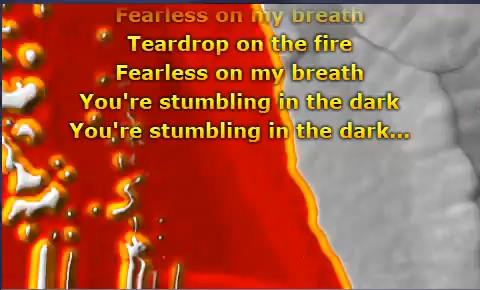 Fearless on my breath
Teardrop on the fire
Fearless on my breath
You're stumbling in the dark
You're stumbling in the dark...